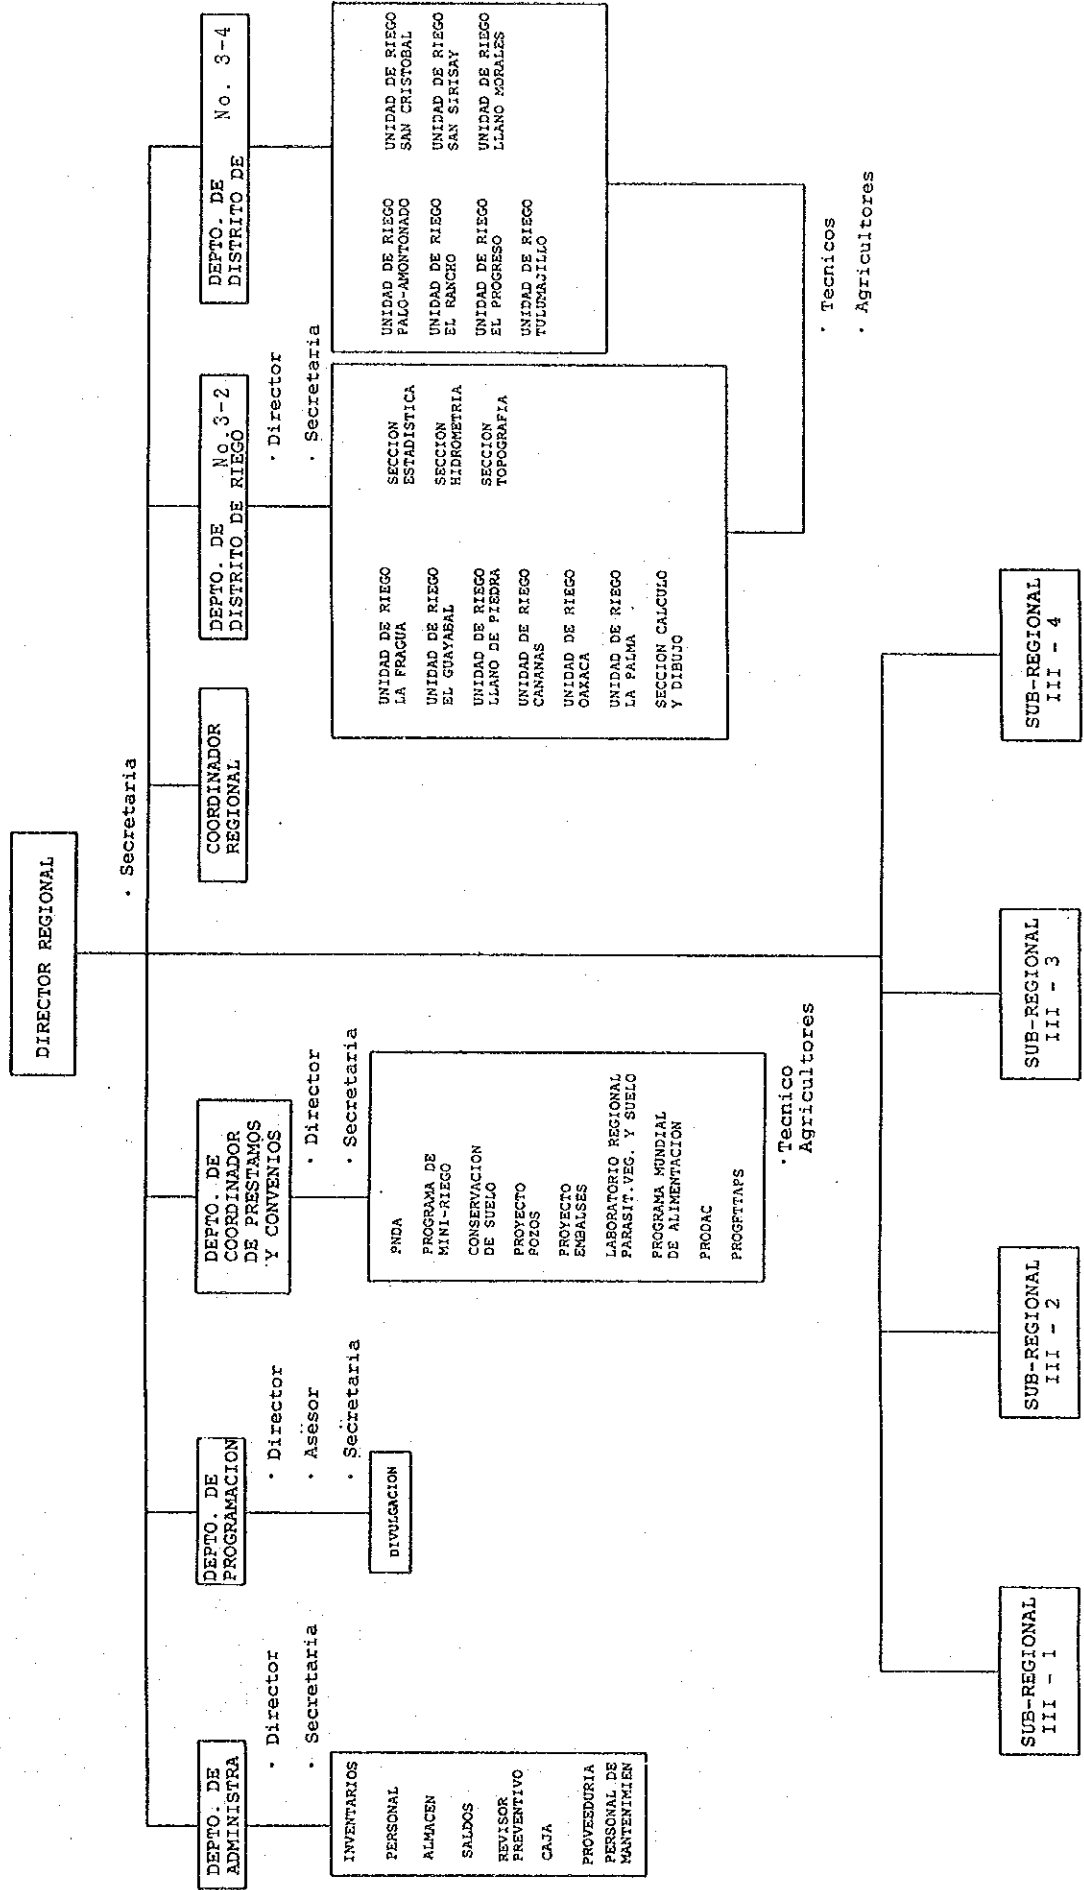 DIRECTOR REGIONAL
· Secretaria
DEPTO. DE
ADMINISTRA
· Director
· Secretaria
INVENTARIOS
PERSONAL
ALMACEN
SALDOS
REVISOR
PREVENTIVO
CAJA
PROVEEDURIA
PERSONAL DE
MANTENIMIEN
DEPTO. DE
PROGRAMACION
· Director
· Asesor
· Secretaria
DIVULGACION
DEPTO. DE
COORDINADOR
DE PRESTAMOS
Y CONVENIOS
· Director
· Secretaria
PNDA
PROGRAMA DE
MINI-RIEGO
CONSERVACION
DE SUELO
PROYECTO
POZOS
PROYECTO
EMBALSES
LABORATORIO REGIONAL
PARASIT.VEG. Y SUELO
PROGRAMA MUNDIAL
DE ALIMENTACION
PRODAC
PROGETTAPS
· Tecnico
Agricultores
COORDINADOR
REGIONAL
DEPTO. DE No.3-2
DISTRITO DE RIEGO
· Director
· Secretaria
UNIDAD DE RIEGO
LA FRAGUA
UNIDAD DE RIEGO
EL GUAYABAL
UNIDAD DE RIEGO
LLANO DE PIEDRA
UNIDAD DE RIEGO
CANANAS
UNIDAD DE RIEGO
OAXACA
UNIDAD DE RIEGO
LA PALMA
SECCION CALCULO
Y DIBUJO
SECCION
ESTADISTICA
SECCION
HIDROMETRIA
SECCION
TOPOGRAFIA
DEPTO. DE No. 3-4
DISTRITO DE
UNIDAD DE RIEGO
PALO-AMONTONADO
UNIDAD DE RIEGO
EL RANCHO
UNIDAD DE RIEGO
EL PROGRESO
UNIDAD DE RIEGO
TULUMAJILLO
UNIDAD DE RIEGO
SAN CRISTOBAL
UNIDAD DE RIEGO
SAN SIRISAY
UNIDAD DE RIEGO
LLANO MORALES
· Tecnicos
· Agricultores
SUB-REGIONAL
III - 1
SUB-REGIONAL
III - 2
SUB-REGIONAL
III - 3
SUB-REGIONAL
III - 4